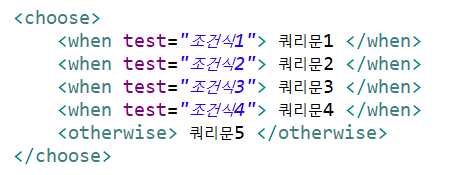 <choose>
<when test="조건식1"> 쿼리문1 </when>
<when test="조건식2"> 쿼리문2 </when>
<when test="조건식3"> 쿼리문3 </when>
<when test="조건식4"> 쿼리문4 </when>
<otherwise> 쿼리문5 </otherwise>
</choose>